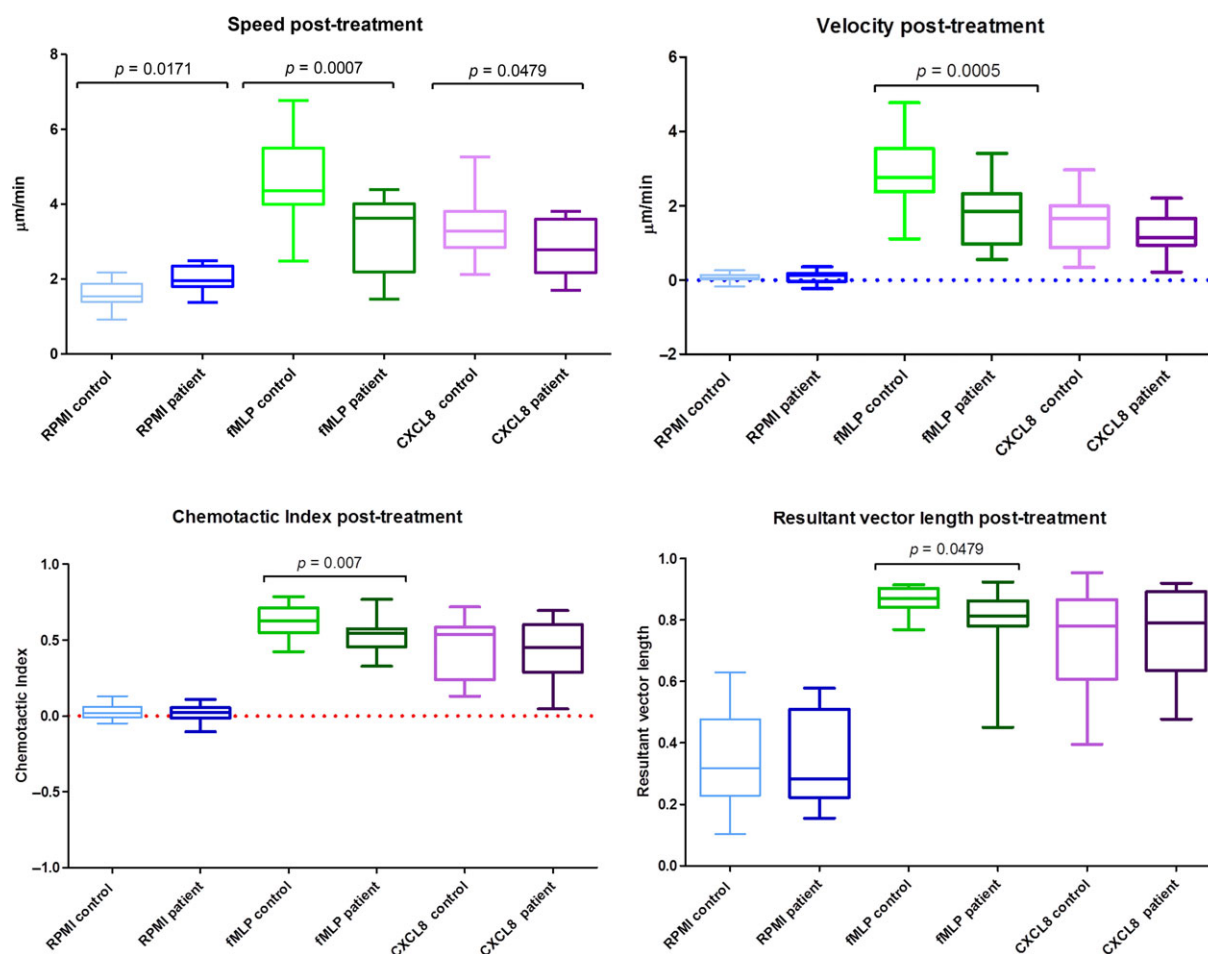 Speed post-treatment
8
6
4
2
0
µm/min
p = 0.0171
p = 0.0007
p = 0.0479
RPMI control
RPMI patient
fMLP control
fMLP patient
CXCL8 control
CXCL8 patient
Velocity post-treatment
6
4
2
0
–2
µm/min
p = 0.0005
RPMI control
RPMI patient
fMLP control
fMLP patient
CXCL8 control
CXCL8 patient
Chemotactic Index post-treatment
1.0
0.5
0.0
–0.5
–1.0
Chemotactic Index
p = 0.007
RPMI control
RPMI patient
fMLP control
fMLP patient
CXCL8 control
CXCL8 patient
Resultant vector length post-treatment
1.0
0.8
0.6
0.4
0.2
0.0
Resultant vector length
p = 0.0479
RPMI control
RPMI patient
fMLP control
fMLP patient
CXCL8 control
CXCL8 patient